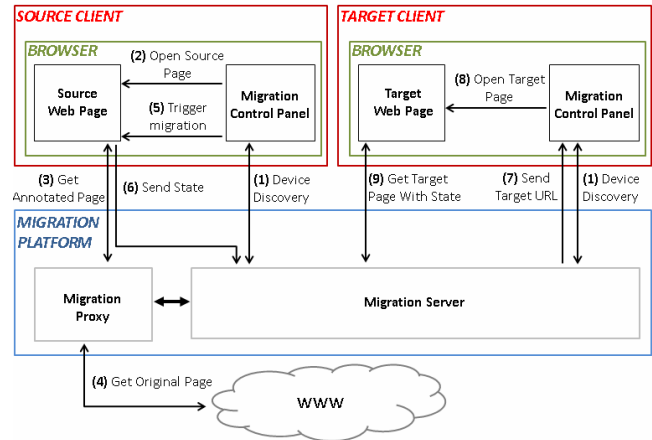 SOURCE CLIENT
TARGET CLIENT
BROWSER
BROWSER
(2) Open Source
Page
(8) Open Target
Page
Source
Web Page
Migration
Control Panel
Target
Web Page
Migration
Control Panel
(5) Trigger
migration
(3) Get
Annotated Page
(6) Send State
(1) Device
Discovery
(9) Get Target
Page With State
(7) Send
Target URL
(1) Device
Discovery
MIGRATION
PLATFORM
Migration
Proxy
Migration Server
(4) Get Original Page
WWW